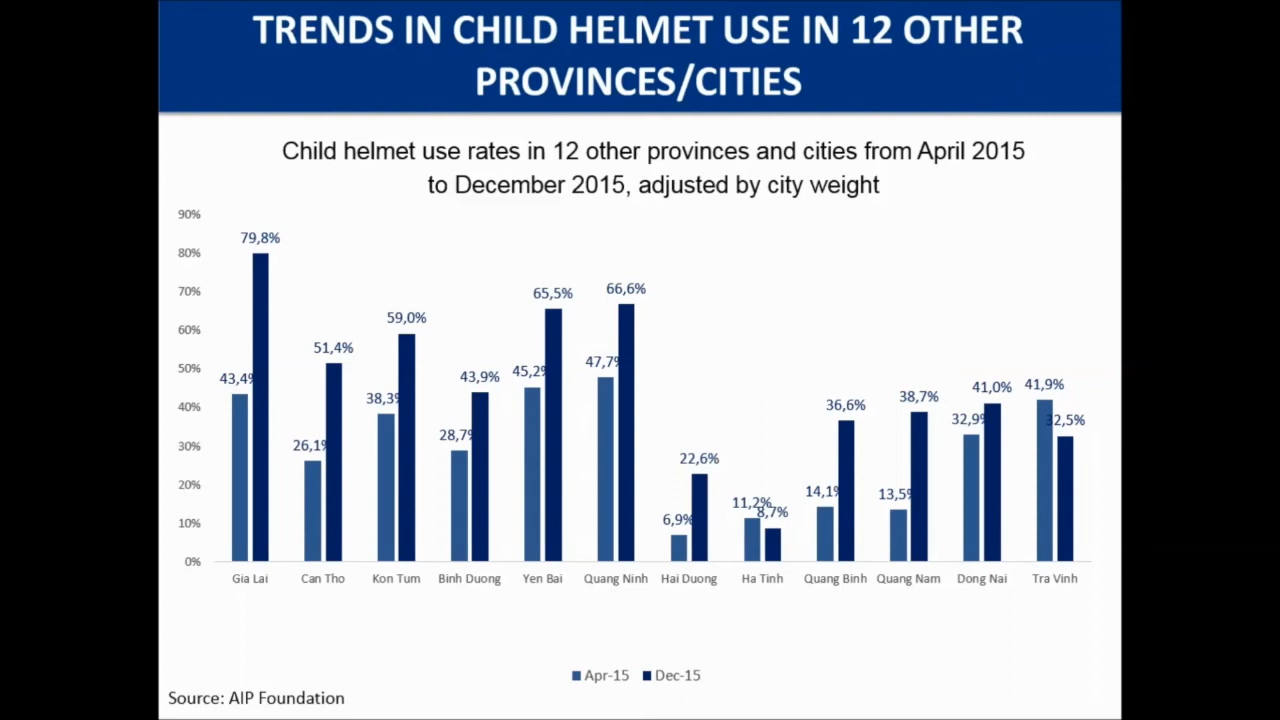 TRENDS IN CHILD HELMET USE IN 12 OTHER
PROVINCES/CITIES
Child helmet use rates in 12 other provinces and cities from April 2015
to December 2015, adjusted by city weight
90%
80%
70%
60%
50%
40%
30%
20%
10%
0%
43,4%
79,8%
26,1%
51,4%
38,3%
59,0%
28,7%
43,9%
45,2%
65,5%
47,7%
66,6%
6,9%
22,6%
11,2%
8,7%
14,1%
36,6%
13,5%
38,7%
32,9%
41,0%
41,9%
32,5%
Gia Lai
Can Tho
Kon Tum
Binh Duong
Yen Bai
Quang Ninh
Hai Duong
Ha Tinh
Quang Binh
Quang Nam
Dong Nai
Tra Vinh
Apr-15
Dec-15
Source: AIP Foundation